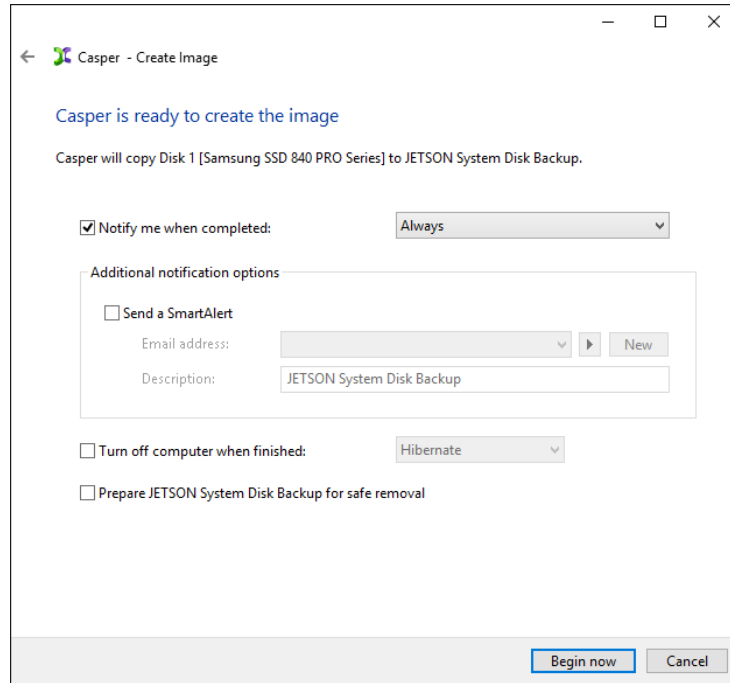 Casper - Create Image
Casper is ready to create the image
Casper will copy Disk 1 [Samsung SSD 840 PRO Series] to JETSON System Disk Backup.
Notify me when completed: Always
Additional notification options
Send a SmartAlert
Email address: New
Description: JETSON System Disk Backup
Turn off computer when finished: Hibernate
Prepare JETSON System Disk Backup for safe removal
Begin now Cancel